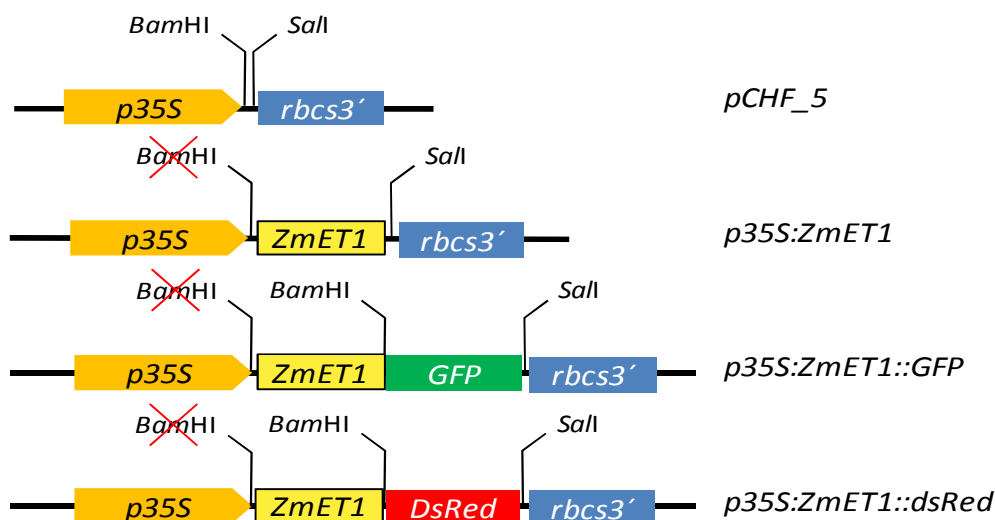 BamHI SalI
p35S rbcs3´ pCHF_5
BamHI SalI
p35S ZmET1 rbcs3´ p35S:ZmET1
BamHI BamHI SalI
p35S ZmET1 GFP rbcs3´ p35S:ZmET1::GFP
BamHI BamHI SalI
p35S ZmET1 DsRed rbcs3´ p35S:ZmET1::dsRed